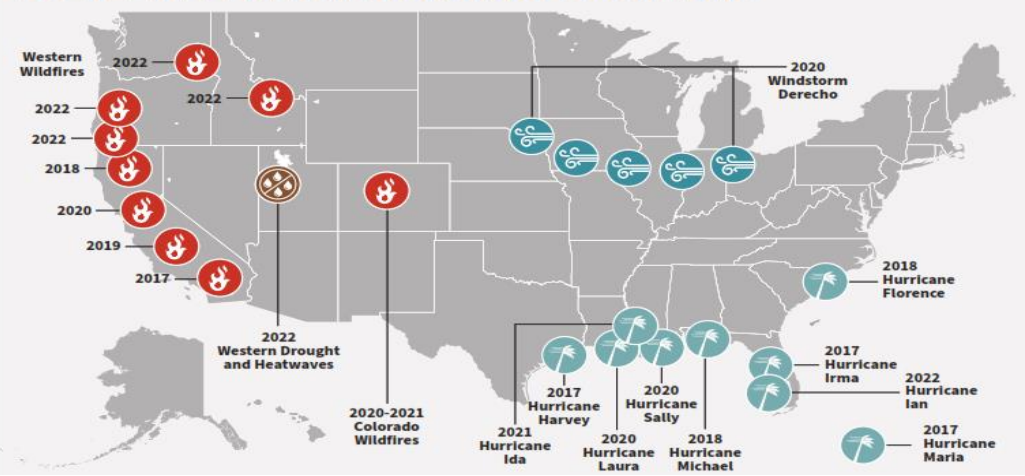 Western
Wildfires
2022
2022
2022
2022
2018
2020
2019
2017
2022
Western Drought
and Heatwaves
2020-2021
Colorado
Wildfires
2020
Windstorm
Derecho
2018
Hurricane
Florence
2017
Hurricane
Irma
2022
Hurricane
Ian
2017
Hurricane
Maria
2021
Hurricane
Ida
2017
Hurricane
Harvey
2020
Hurricane
Laura
2020
Hurricane
Sally
2018
Hurricane
Michael